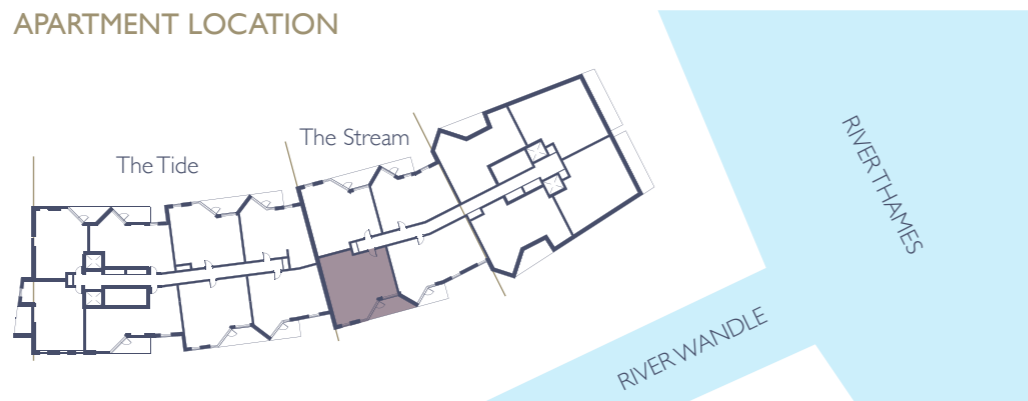 APARTMENT LOCATION
The Stream
The Tide
RIVER THAMES
RIVER WANDLE